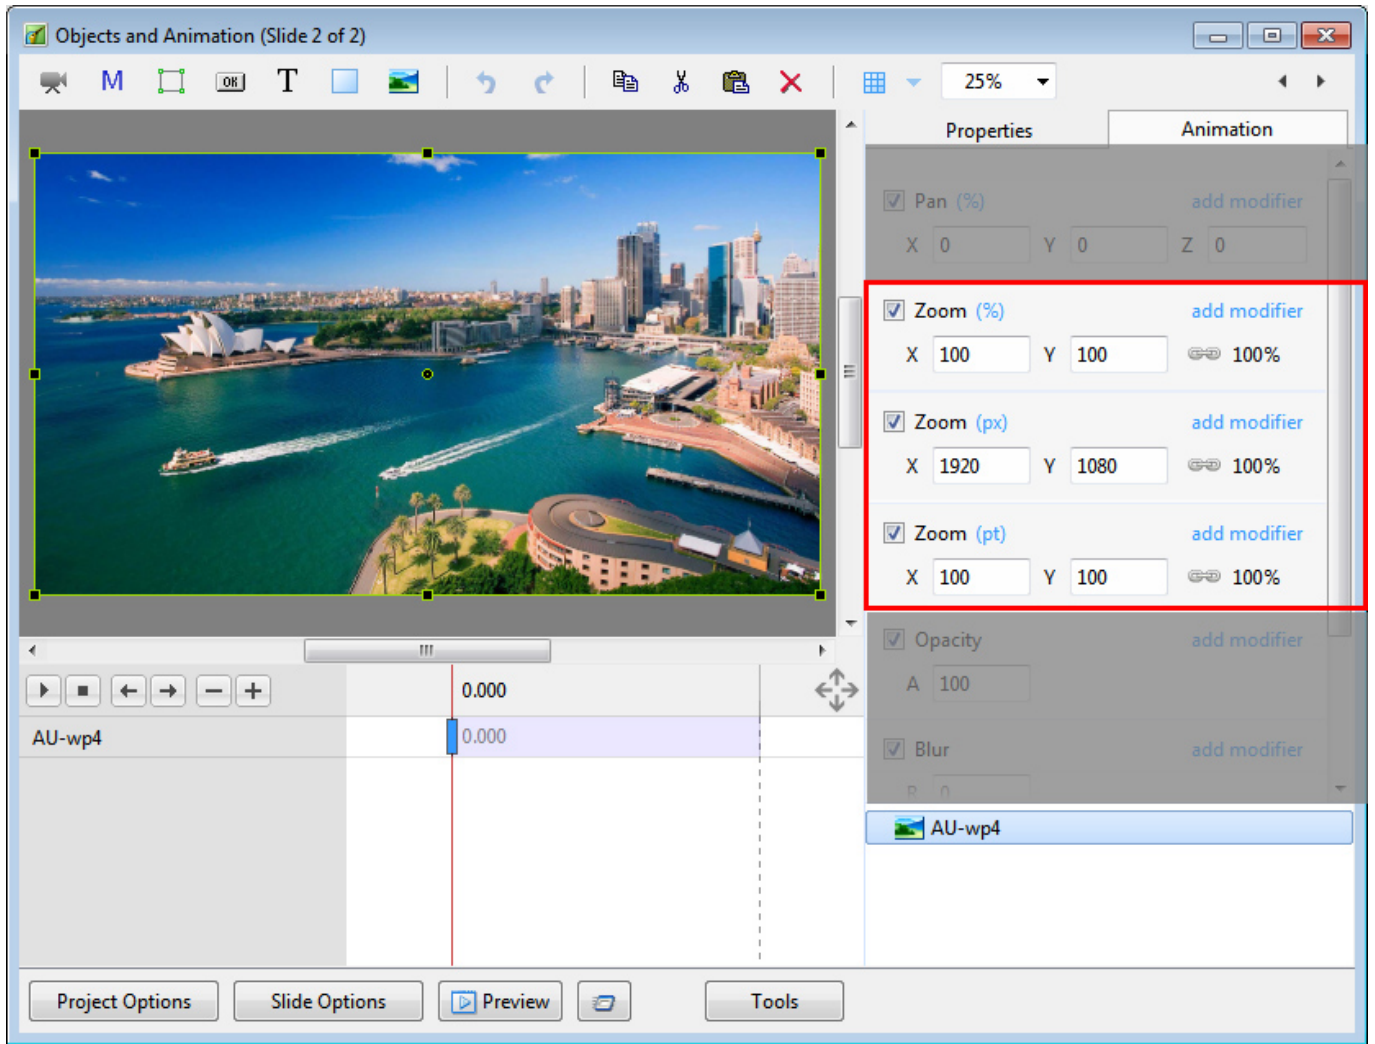 Objects and Animation (Slide 2 of 2)
M OK T 25%
Properties Animation
Pan (%) add modifier
X 0 Y 0 Z 0
Zoom (%) add modifier
X 100 Y 100 100%
Zoom (px) add modifier
X 1920 Y 1080 100%
Zoom (pt) add modifier
X 100 Y 100 100%
Opacity add modifier
A 100
Blur add modifier
R 0
0.000
AU-wp4 0.000
AU-wp4
Project Options Slide Options Preview Tools